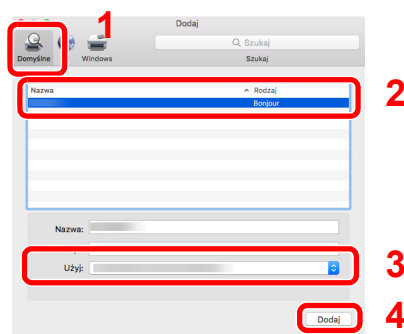 1
Dodaj
Szukaj
Domyślne
Windows
Szukaj
2
Nazwa
Rodzaj
Bonjour
Nazwa:
3
Użyj:
4
Dodaj